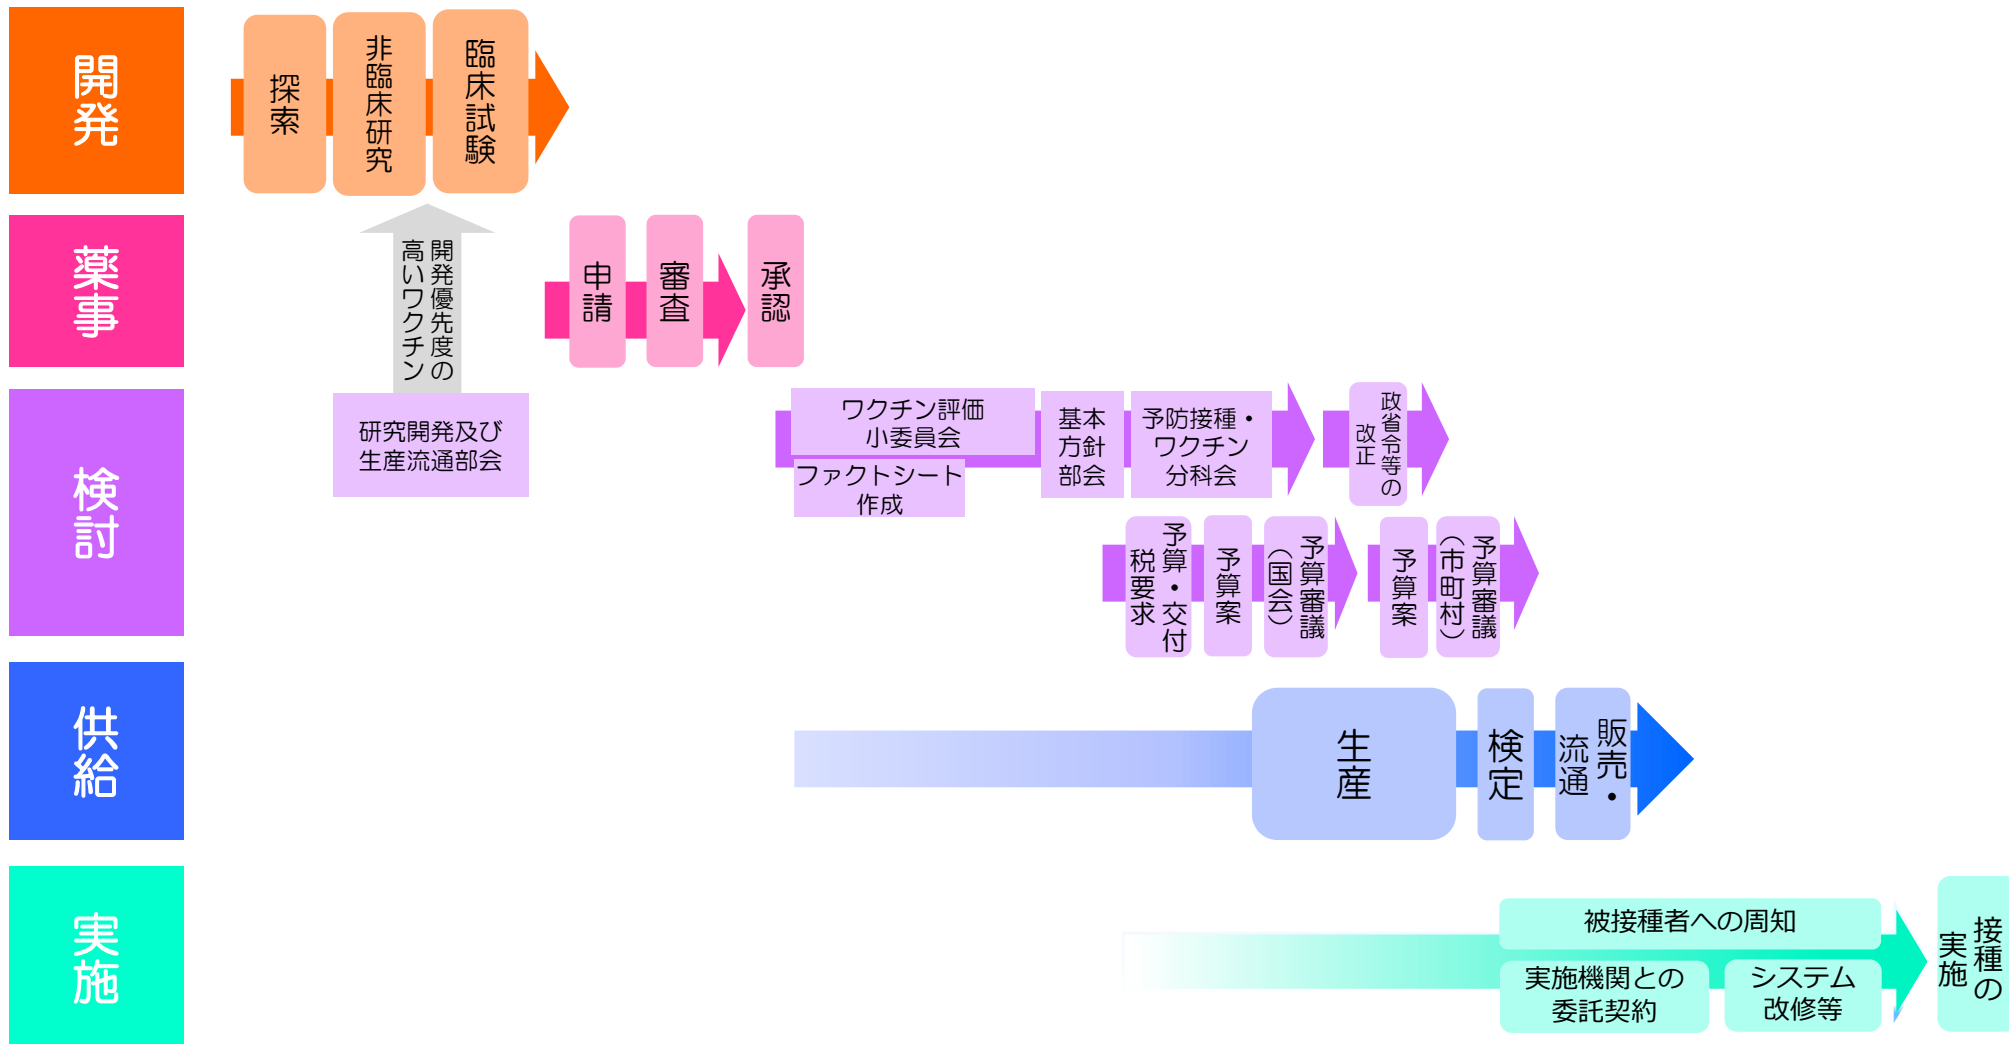 開発
探索
非臨床研究
臨床試験
薬事
開発優先度の
高いワクチン
申請
審査
承認
検討
研究開発及び
生産流通部会
ワクチン評価
小委員会
ファクトシート
作成
基本
方針
部会
予防接種・
ワクチン
分科会
政省令等の
改正
予算・交付
税要求
予算案
予算審議
（国会）
予算案
予算審議
（市町村）
供給
生産
検定
販売・
流通
実施
被接種者への周知
実施機関との
委託契約
システム
改修等
接種の
実施